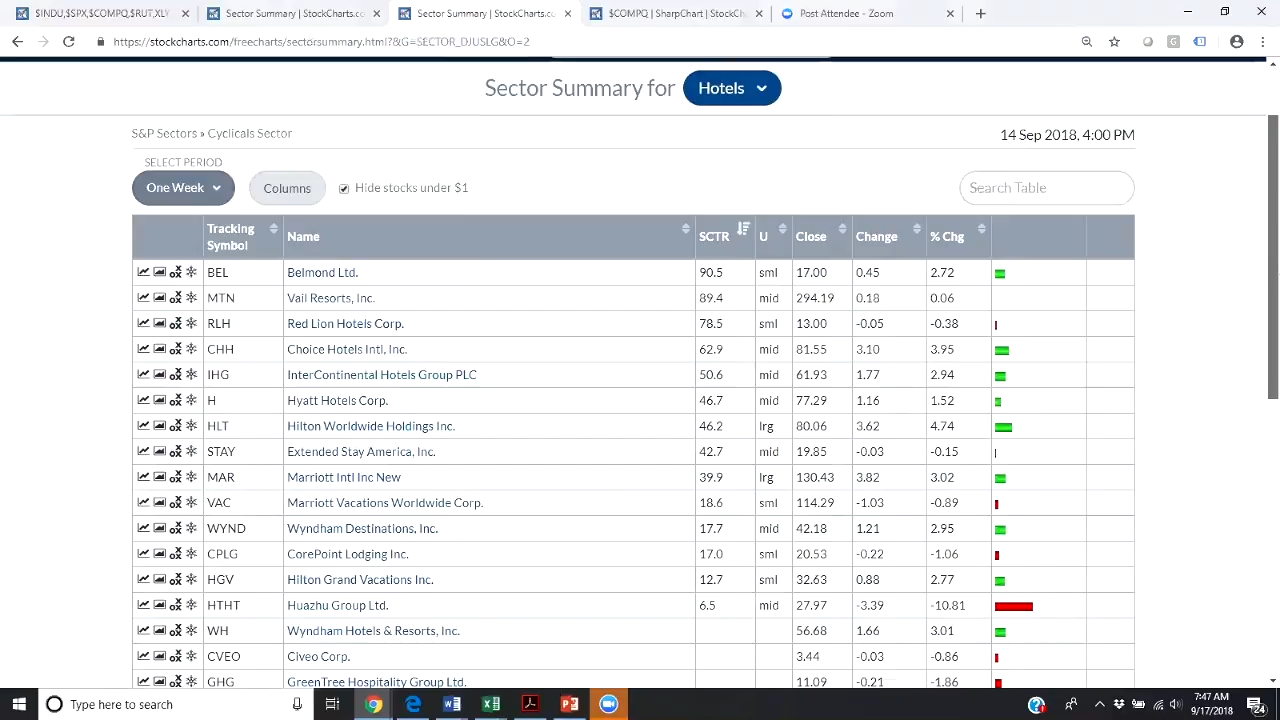 $INDU,$SPX,$COMPQ,$RUT,XLY
Sector Summary | StockCharts.co
Sector Summary | StockCharts.co
$COMPQ | SharpChart | StockCh
Post Attendee - Zoom
https://stockcharts.com/freecharts/sectorsummary.html?&G=SECTOR_DJUSLG&O=2
Sector Summary for Hotels
S&P Sectors » Cyclicals Sector
14 Sep 2018, 4:00 PM
SELECT PERIOD
One Week Columns Hide stocks under $1 Search Table
Tracking Symbol Name SCTR U Close Change % Chg
BEL Belmond Ltd. 90.5 sml 17.00 0.45 2.72
MTN Vail Resorts, Inc. 89.4 mid 294.19 0.18 0.06
RLH Red Lion Hotels Corp. 78.5 sml 13.00 -0.05 -0.38
CHH Choice Hotels Intl, Inc. 62.9 mid 81.55 3.10 3.95
IHG InterContinental Hotels Group PLC 50.6 mid 61.93 1.77 2.94
H Hyatt Hotels Corp. 46.7 mid 77.29 1.16 1.52
HLT Hilton Worldwide Holdings Inc. 46.2 lrg 80.06 3.62 4.74
STAY Extended Stay America, Inc. 42.7 mid 19.85 -0.03 -0.15
MAR Marriott Intl Inc New 39.9 lrg 130.43 3.82 3.02
VAC Marriott Vacations Worldwide Corp. 18.6 sml 114.29 -1.03 -0.89
WYND Wyndham Destinations, Inc. 17.7 mid 42.18 1.21 2.95
CPLG CorePoint Lodging Inc. 17.0 sml 20.53 -0.22 -1.06
HGV Hilton Grand Vacations Inc. 12.7 sml 32.63 0.88 2.77
HTHT Huazhu Group Ltd. 6.5 mid 27.97 -3.39 -10.81
WH Wyndham Hotels & Resorts, Inc. 56.68 1.66 3.01
CVEO Civeo Corp. 3.44 -0.03 -0.86
GHG GreenTree Hospitality Group Ltd. 11.09 -0.21 -1.86
Type here to search
7:47 AM
9/17/2018
24